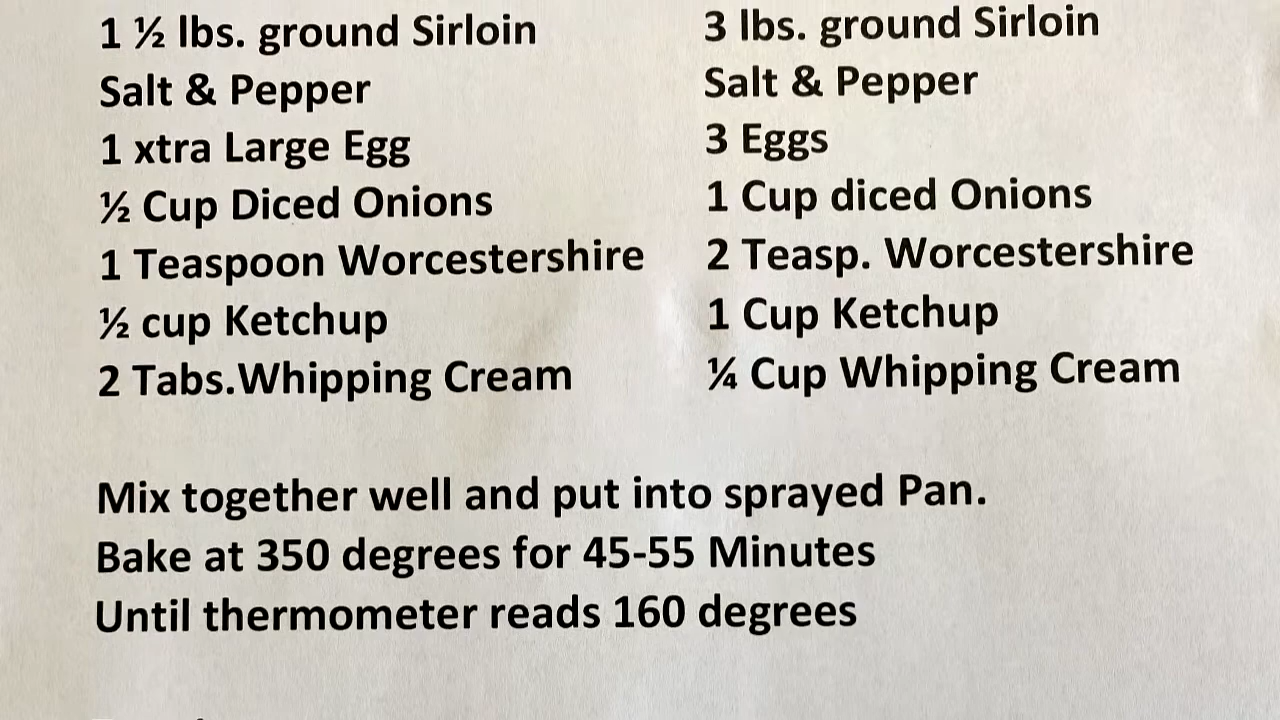 1 ½ lbs. ground Sirloin
Salt & Pepper
1 xtra Large Egg
½ Cup Diced Onions
1 Teaspoon Worcestershire
½ cup Ketchup
2 Tabs.Whipping Cream
3 lbs. ground Sirloin
Salt & Pepper
3 Eggs
1 Cup diced Onions
2 Teasp. Worcestershire
1 Cup Ketchup
¼ Cup Whipping Cream
Mix together well and put into sprayed Pan.
Bake at 350 degrees for 45-55 Minutes
Until thermometer reads 160 degrees